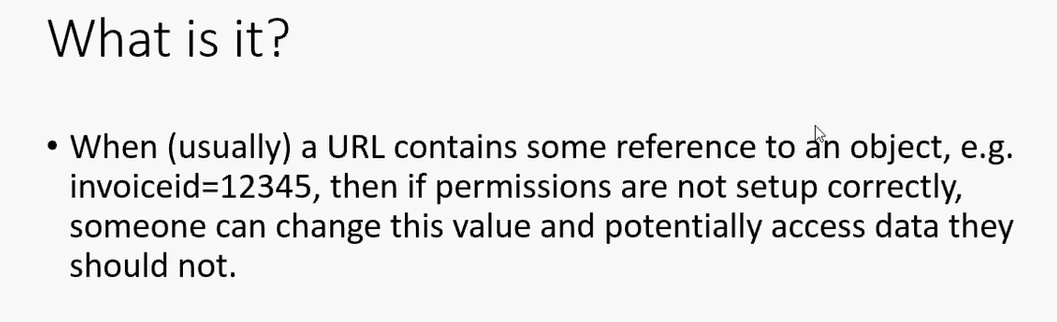 What is it?
• When (usually) a URL contains some reference to an object, e.g.
invoiceid=12345, then if permissions are not setup correctly,
someone can change this value and potentially access data they
should not.